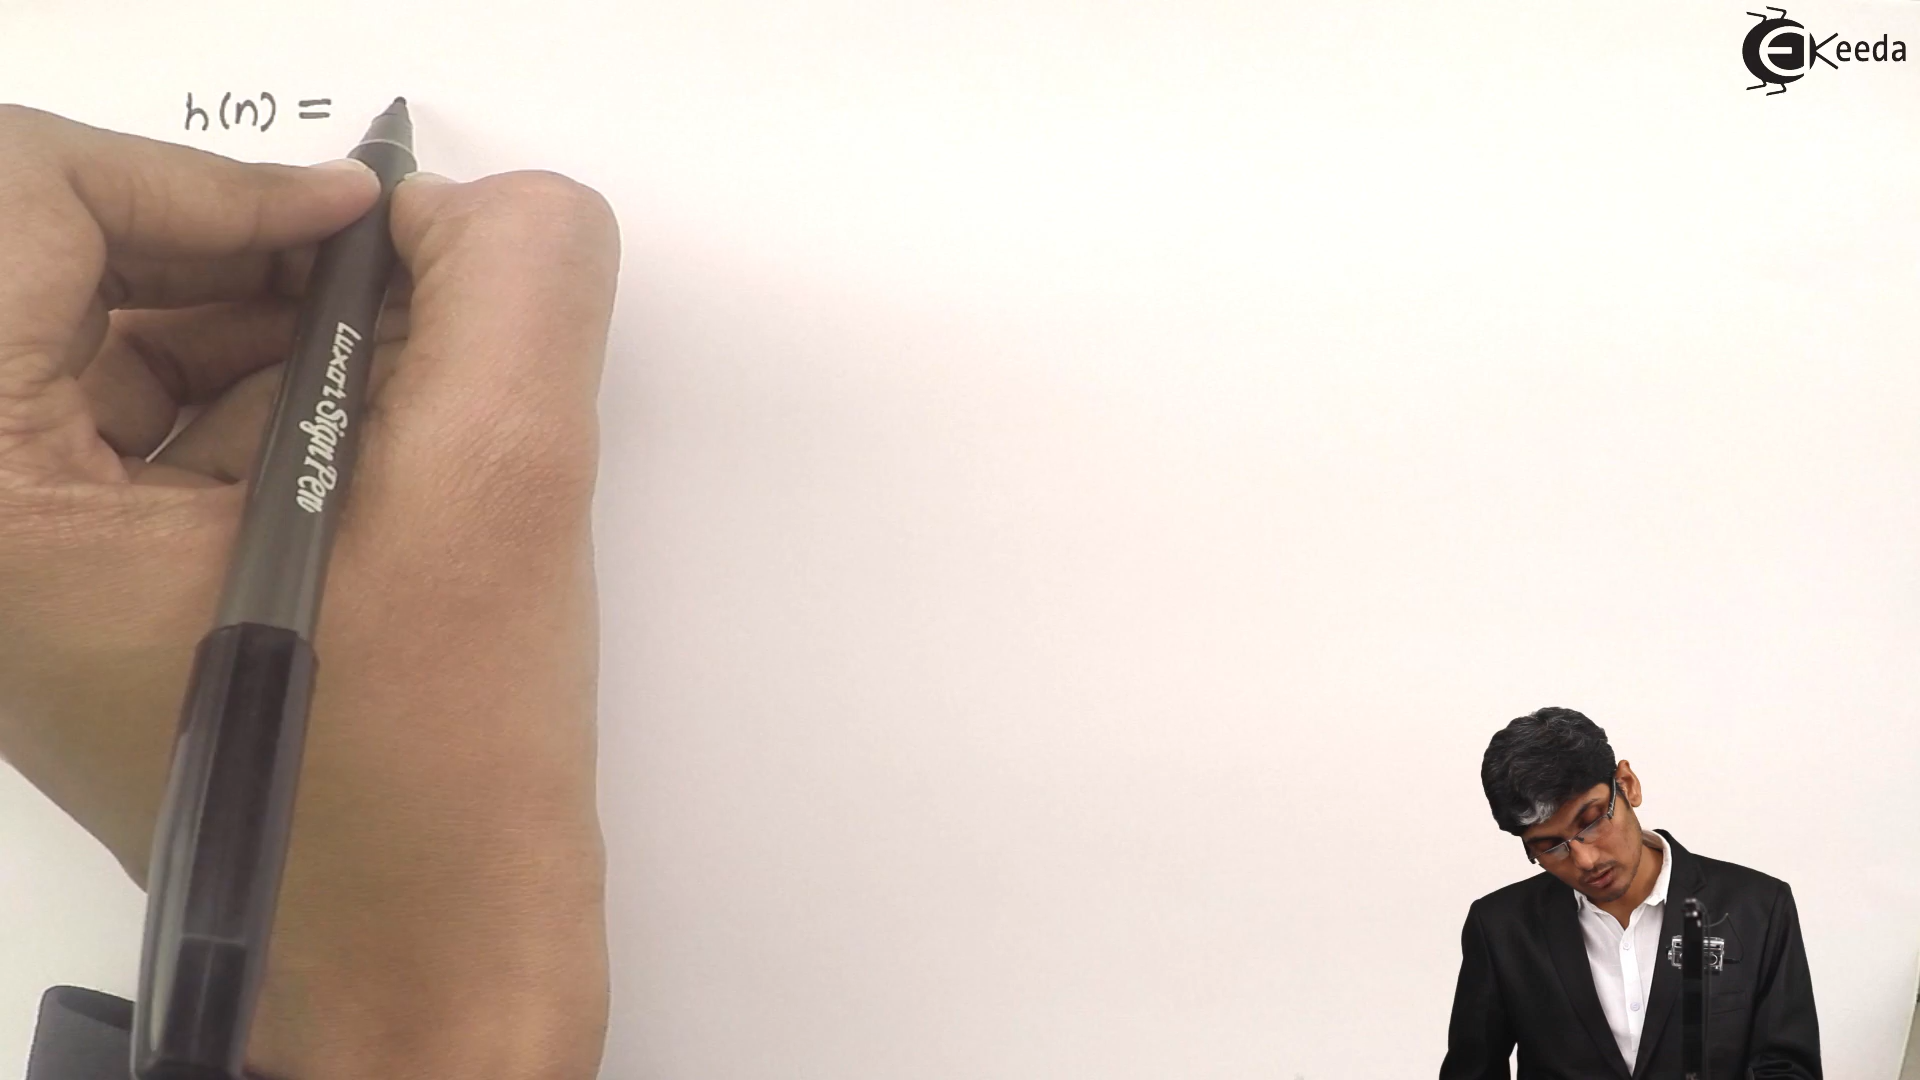 EKeeda
h(n) =
Luxor Sign Pen